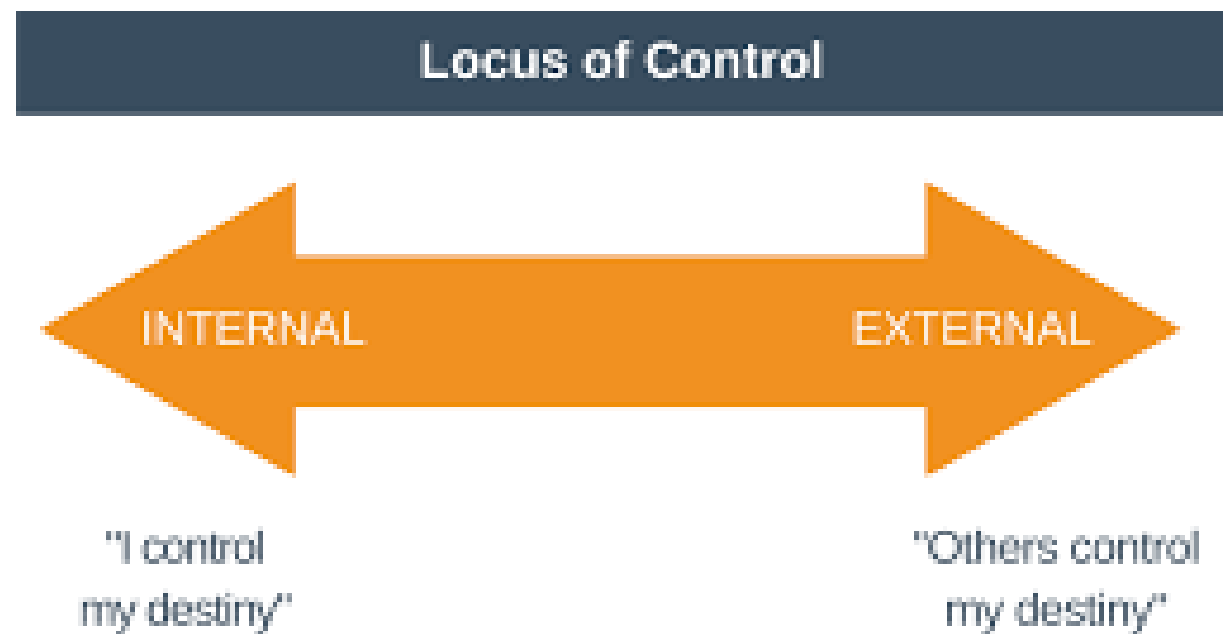 Locus of Control
INTERNAL
EXTERNAL
"I control
my destiny"
"Others control
my destiny"